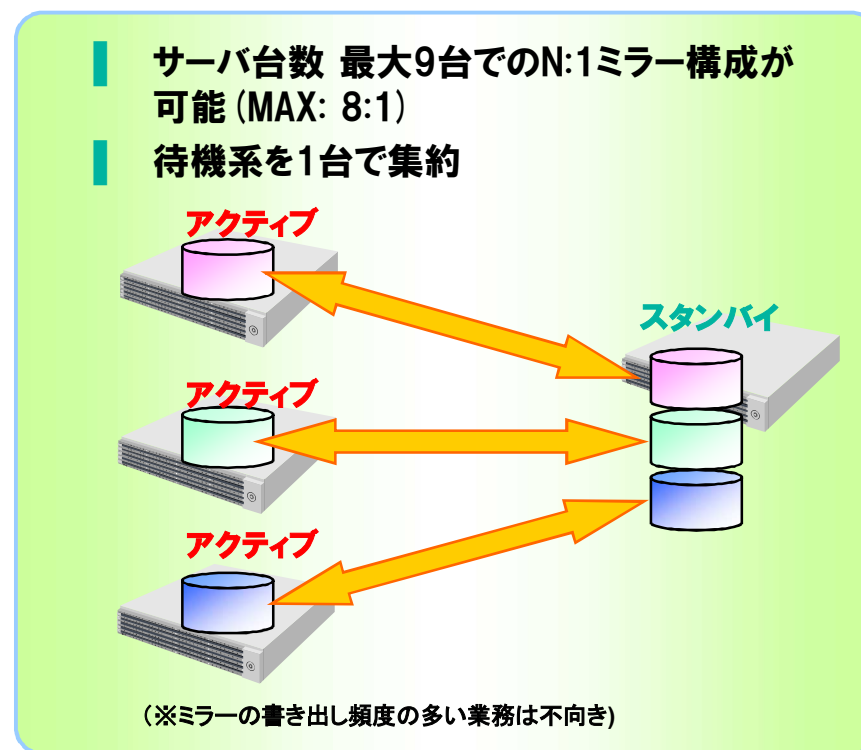 サーバ台数 最大9台でのN:1ミラー構成が
可能(MAX: 8:1)
待機系を1台で集約
アクティブ
スタンバイ
アクティブ
アクティブ
(※ミラーの書き出し頻度の多い業務は不向き)